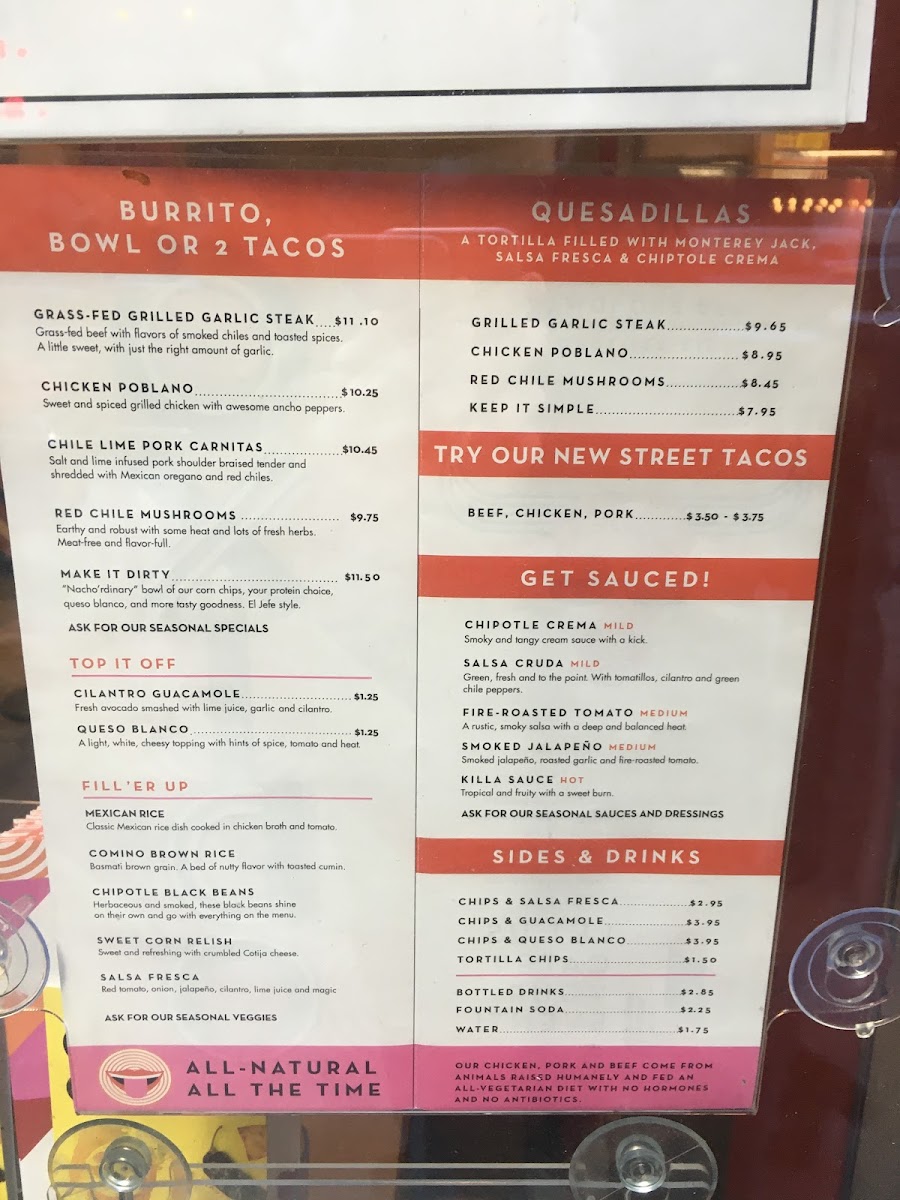 BURRITO,
BOWL OR 2 TACOS
GRASS-FED GRILLED GARLIC STEAK....$11.10
Grass-fed beef with flavors of smoked chiles and toasted spices.
A little sweet, with just the right amount of garlic.
CHICKEN POBLANO....$10.25
Sweet and spiced grilled chicken with awesome ancho peppers.
CHILE LIME PORK CARNITAS....$10.45
Salt and lime infused pork shoulder braised tender and
shredded with Mexican oregano and red chiles.
RED CHILE MUSHROOMS....$9.75
Earthy and robust with some heat and lots of fresh herbs.
Meat-free and flavor-full.
MAKE IT DIRTY....$11.50
"Nacho'rdinary" bowl of our corn chips, your protein choice,
queso blanco, and more tasty goodness. El Jefe style.
ASK FOR OUR SEASONAL SPECIALS
TOP IT OFF
CILANTRO GUACAMOLE....$1.25
Fresh avocado smashed with lime juice, garlic and cilantro.
QUESO BLANCO....$1.25
A light, white, cheesy topping with hints of spice, tomato and heat
FILL'ER UP
MEXICAN RICE
Classic Mexican rice dish cooked in chicken broth and tomato.
COMINO BROWN RICE
Basmati brown grain. A bed of nutty flavor with toasted cumin.
CHIPOTLE BLACK BEANS
Herbaceous and smoked, these black beans shine
on their own and go with everything on the menu.
SWEET CORN RELISH
Sweet and refreshing with crumbled Cotija cheese.
SALSA FRESCA
Red tomato, onion, jalapeño, cilantro, lime juice and magic
ASK FOR OUR SEASONAL VEGGIES
ALL-NATURAL
ALL THE TIME
QUESADILLAS
A TORTILLA FILLED WITH MONTEREY JACK,
SALSA FRESCA & CHIPTOLE CREMA
GRILLED GARLIC STEAK....$9.65
CHICKEN POBLANO....$8.95
RED CHILE MUSHROOMS....$8.45
KEEP IT SIMPLE....$7.95
TRY OUR NEW STREET TACOS
BEEF, CHICKEN, PORK....$3.50 - $3.75
GET SAUCED!
CHIPOTLE CREMA MILD
Smoky and tangy cream sauce with a kick.
SALSA CRUDA MILD
Green, fresh and to the point. With tomatillos, cilantro and green
chile peppers.
FIRE-ROASTED TOMATO MEDIUM
A rustic, smoky salsa with a deep and balanced heat.
SMOKED JALAPEÑO MEDIUM
Smoked jalapeño, roasted garlic and fire-roasted tomato.
KILLA SAUCE HOT
Tropical and fruity with a sweet burn.
ASK FOR OUR SEASONAL SAUCES AND DRESSINGS
SIDES & DRINKS
CHIPS & SALSA FRESCA....$2.95
CHIPS & GUACAMOLE....$3.95
CHIPS & QUESO BLANCO....$3.95
TORTILLA CHIPS....$1.50
BOTTLED DRINKS....$2.85
FOUNTAIN SODA....$2.25
WATER....$1.75
OUR CHICKEN, PORK AND BEEF COME FROM
ANIMALS RAISED HUMANELY AND FED AN
ALL-VEGETARIAN DIET WITH NO HORMONES
AND NO ANTIBIOTICS.